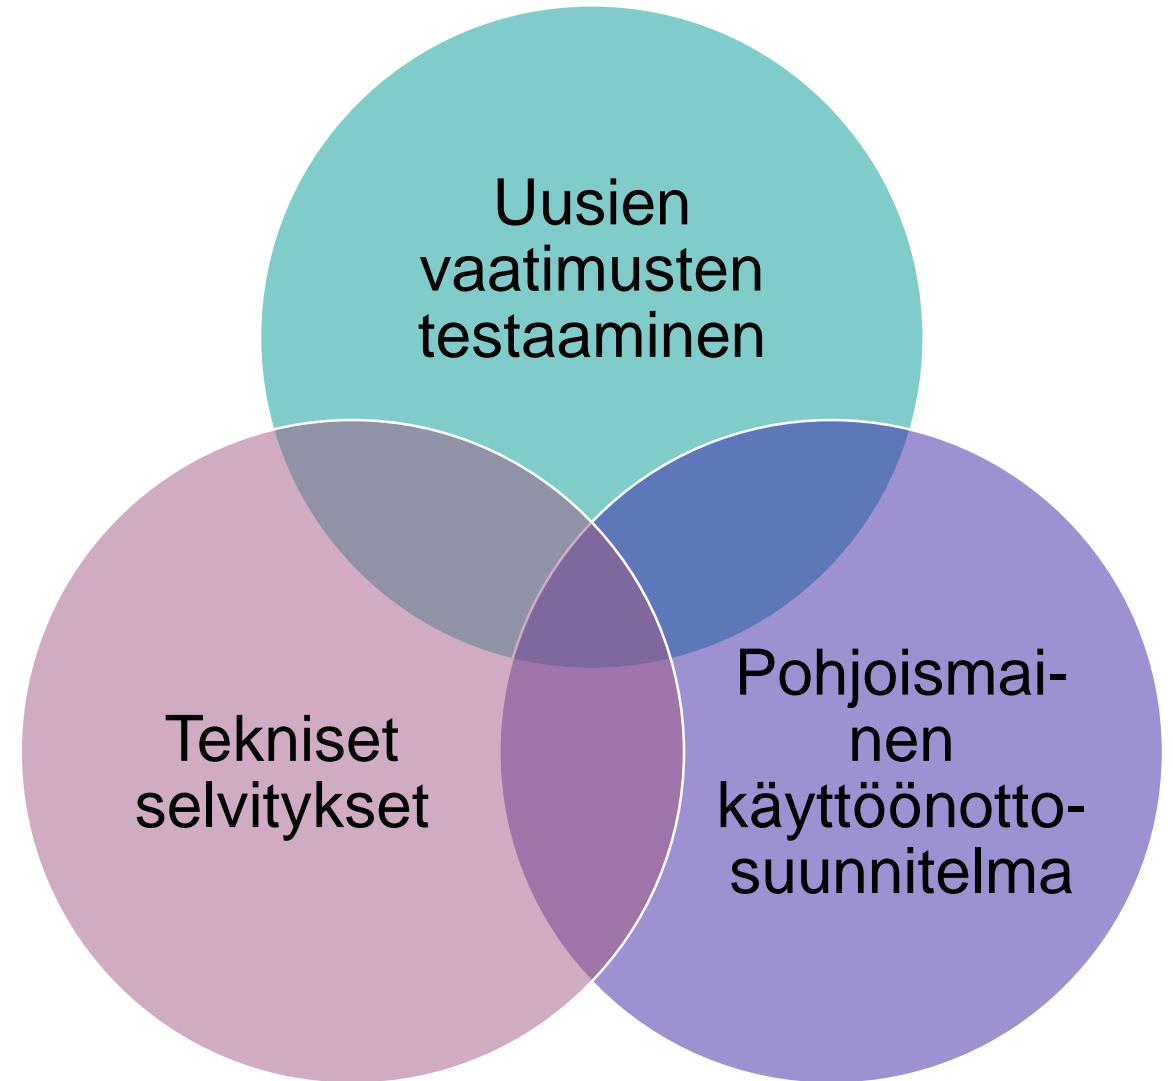 Uusien
vaatimusten
testaaminen
Tekniset
selvitykset
Pohjoismai-
nen
käyttöönotto-
suunnitelma